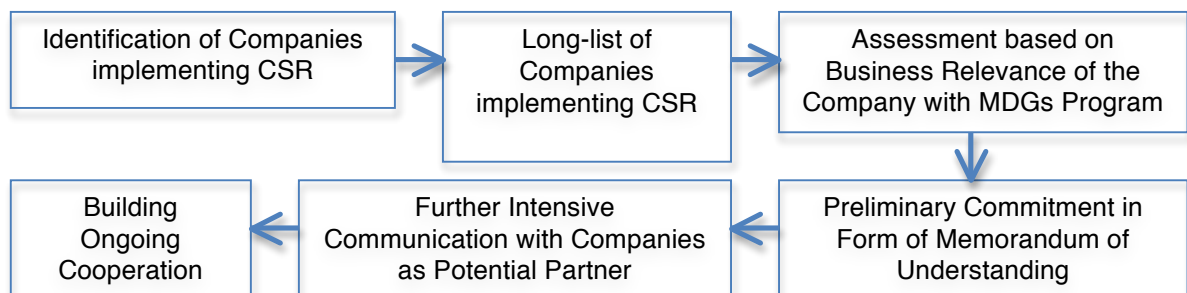 Identification of Companies
implementing CSR
Long-list of
Companies
implementing CSR
Assessment based on
Business Relevance of the
Company with MDGs Program
Preliminary Commitment in
Form of Memorandum of
Understanding
Further Intensive
Communication with Companies
as Potential Partner
Building
Ongoing
Cooperation